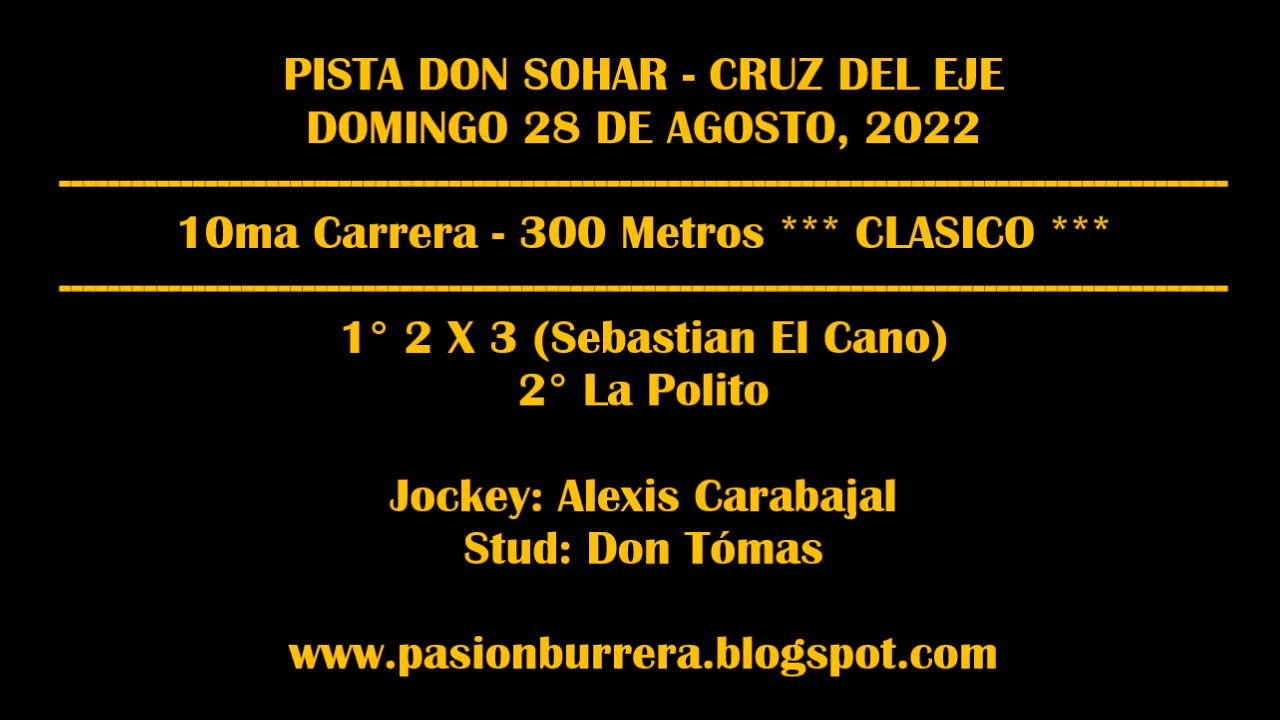 PISTA DON SOHAR - CRUZ DEL EJE
DOMINGO 28 DE AGOSTO, 2022
10ma Carrera - 300 Metros *** CLASICO ***
1° 2 X 3 (Sebastian El Cano)
2° La Polito
Jockey: Alexis Carabajal
Stud: Don Tómas
www.pasionburrera.blogspot.com